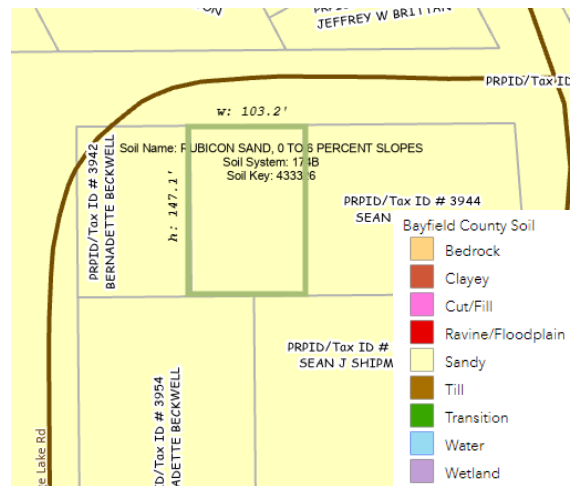 JEFFREY W BRITTAN
PRPID/Tax ID
w: 103.2'
Soil Name: RUBICON SAND, 0 TO 6 PERCENT SLOPES
Soil System: 174B
Soil Key: 433326
h: 147.1'
PRPID/Tax ID # 3942
BERNADETTE BECKWELL
PRPID/Tax ID # 3944
SEAN
PRPID/Tax ID #
SEAN J SHIPM
D/Tax ID # 3954
ADETTE BECKWELL
Lake Rd
Bayfield County Soil
Bedrock
Clayey
Cut/Fill
Ravine/Floodplain
Sandy
Till
Transition
Water
Wetland